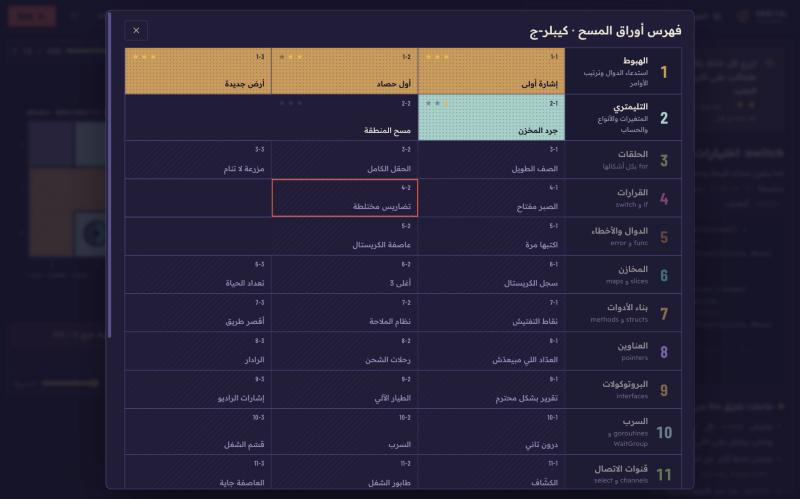 فهرس أوراق المسح · كيبلر-ج
×
1
الهبوط
استدعاء الدوال وترتيب
الأوامر
1-1
إشارة أولى
1-2
أول حصاد
1-3
أرض جديدة
2
التليمتري
المتغيرات والأنواع
والحساب
2-1
جرد المخزن
2-2
مسح المنطقة
3
الحلقات
for بكل أشكالها
3-1
الصف الطويل
3-2
الحقل الكامل
3-3
مزرعة لا تنام
4
القرارات
if و switch
4-1
الصبر مفتاح
4-2
تضاريس مختلطة
5
الدوال والأخطاء
func و error
5-1
اكتبها مرة
5-2
عاصفة الكريستال
6
المخازن
slices و maps
6-1
سجل الكريستال
6-2
أغلى 3
6-3
تعداد الحياة
7
بناء الأدوات
structs و methods
7-1
نقاط التفتيش
7-2
نظام الملاحة
7-3
أقصر طريق
8
العناوين
pointers
8-1
العدّاد اللي مبيعدش
8-2
رحلات الشحن
8-3
الرادار
9
البروتوكولات
interfaces
9-1
تقرير بشكل محترم
9-2
الطيار الآلي
9-3
إشارات الراديو
10
السرب
goroutines و
WaitGroup
10-1
درون تاني
10-2
السرب
10-3
قسّم الشغل
11
قنوات الاتصال
channels و select
11-1
الكشّاف
11-2
طابور الشغل
11-3
العاصفة جاية